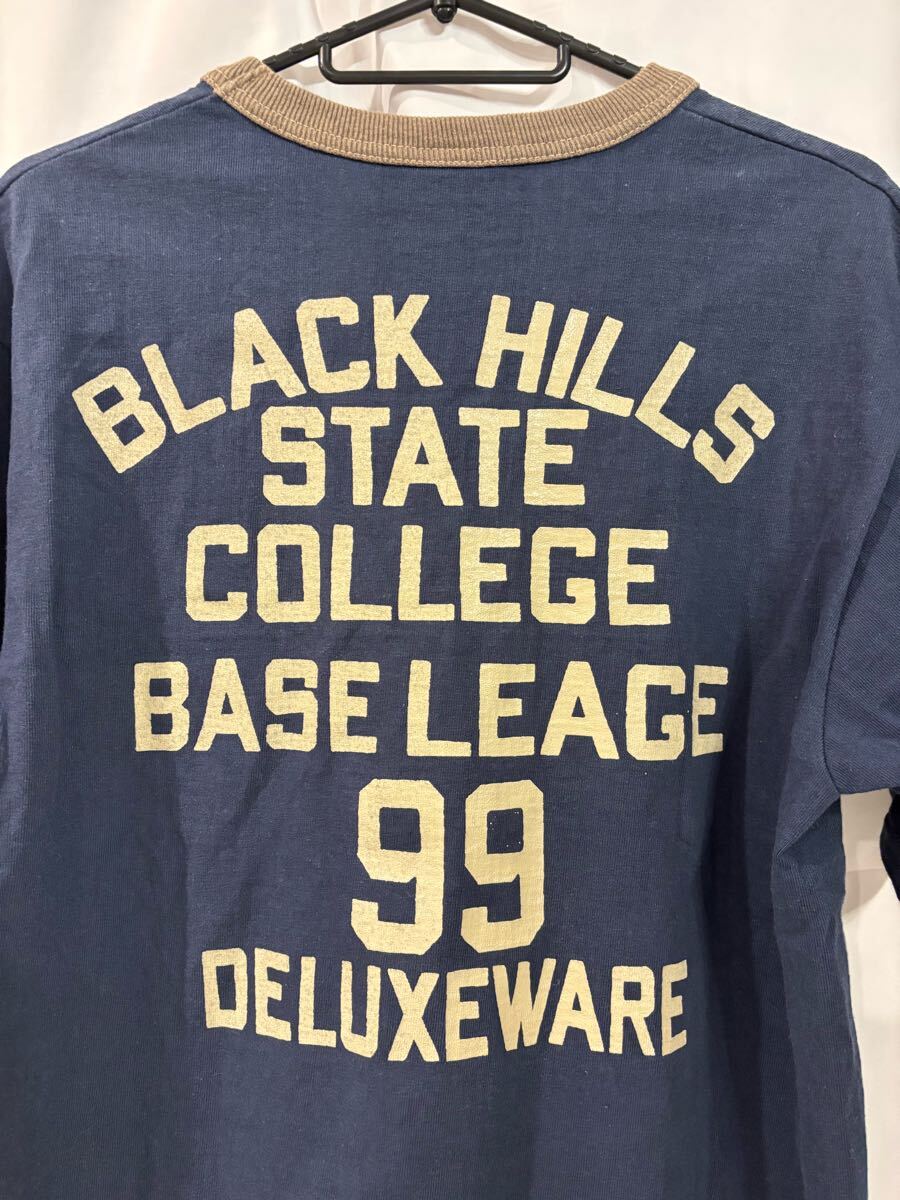 BLACK HILLS
STATE
COLLEGE
BASE LEAGE
99
DELUXEWARE